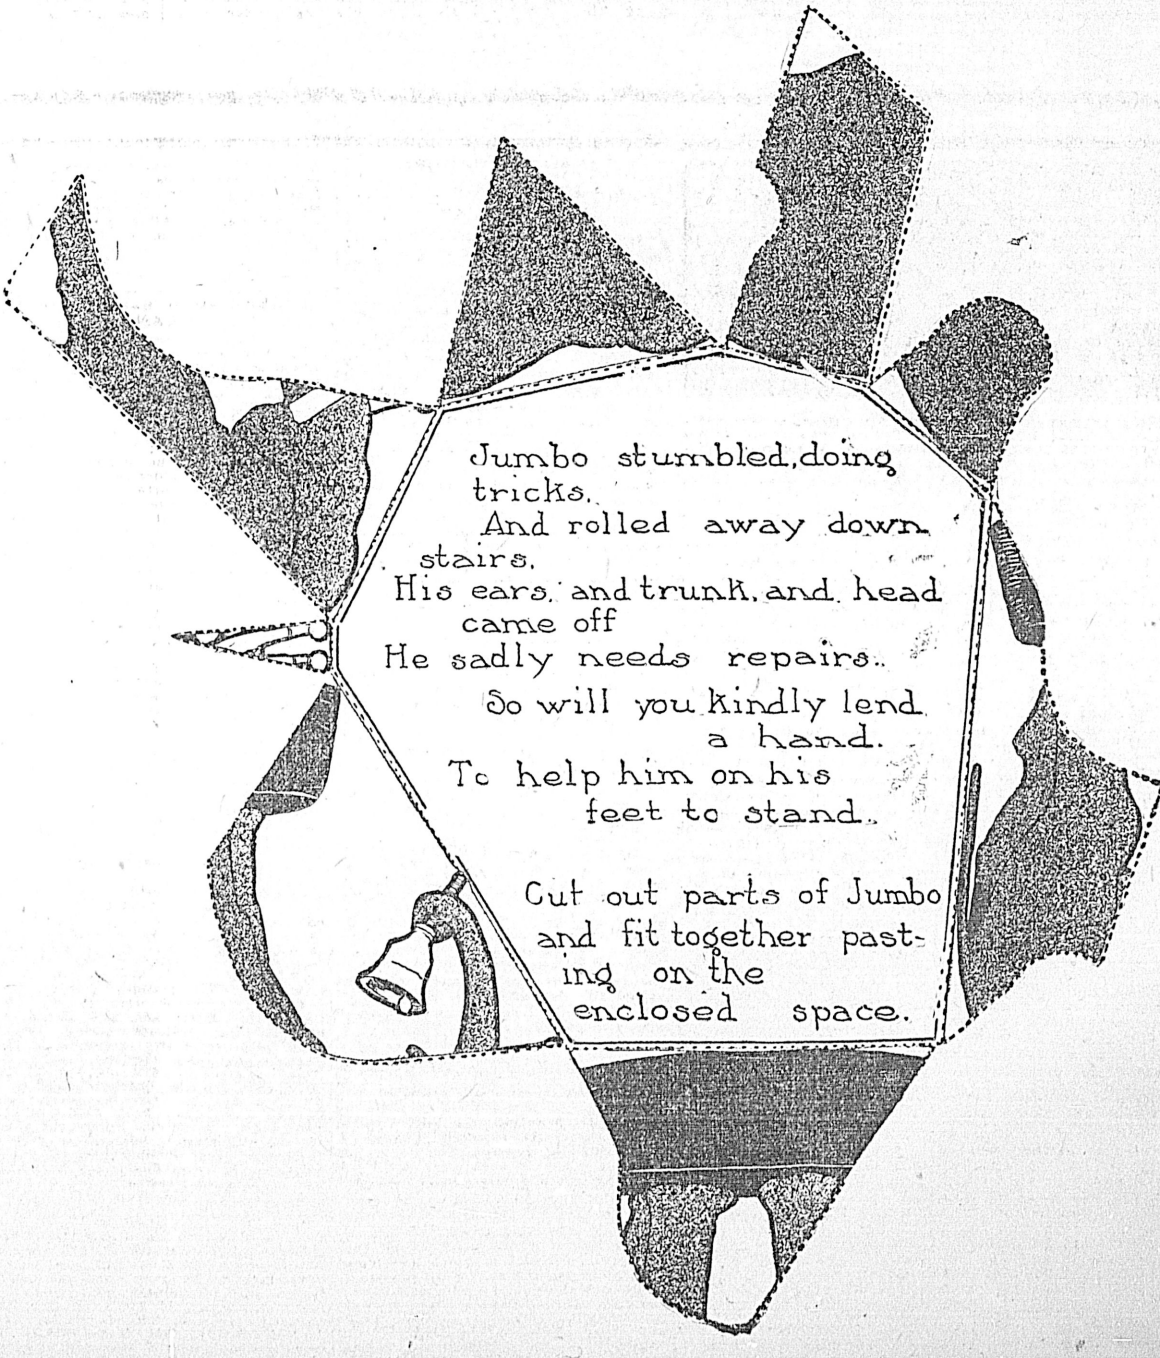 Jumbo stumbled, doing
tricks.
And rolled away down
stairs.
His ears, and trunk, and head
came off
He sadly needs repairs.
So will you kindly lend
a hand.
To help him on his
feet to stand.
Cut out parts of Jumbo
and fit together past-
ing on the
enclosed space.